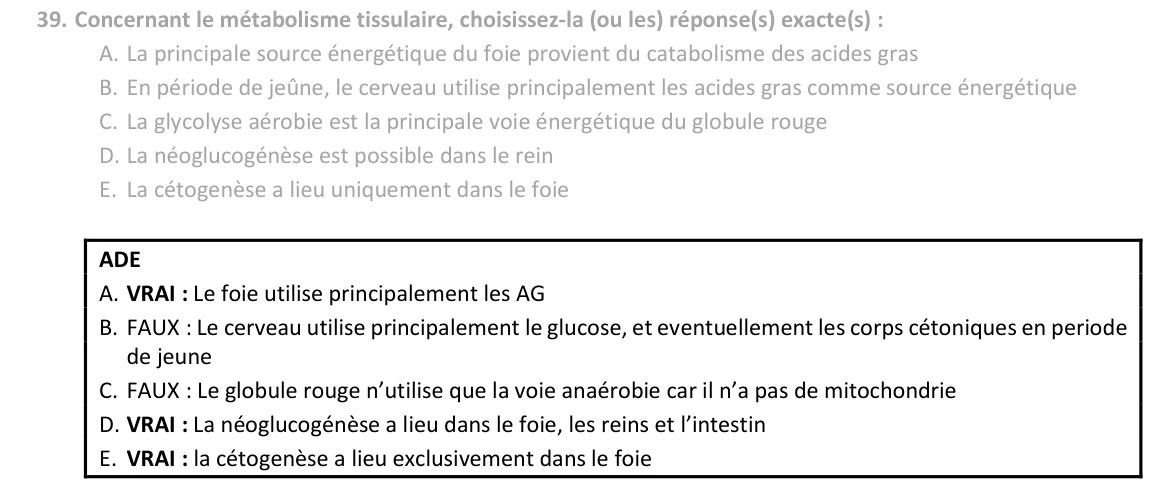 39. Concernant le métabolisme tissulaire, choisissez-la (ou les) réponse(s) exacte(s) :
A. La principale source énergétique du foie provient du catabolisme des acides gras
B. En période de jeûne, le cerveau utilise principalement les acides gras comme source énergétique
C. La glycolyse aérobie est la principale voie énergétique du globule rouge
D. La néoglucogénèse est possible dans le rein
E. La cétogenèse a lieu uniquement dans le foie
ADE
A. VRAI : Le foie utilise principalement les AG
B. FAUX : Le cerveau utilise principalement le glucose, et eventuellement les corps cétoniques en periode
de jeune
C. FAUX : Le globule rouge n’utilise que la voie anaérobie car il n’a pas de mitochondrie
D. VRAI : La néoglucogénèse a lieu dans le foie, les reins et l’intestin
E. VRAI : la cétogenèse a lieu exclusivement dans le foie